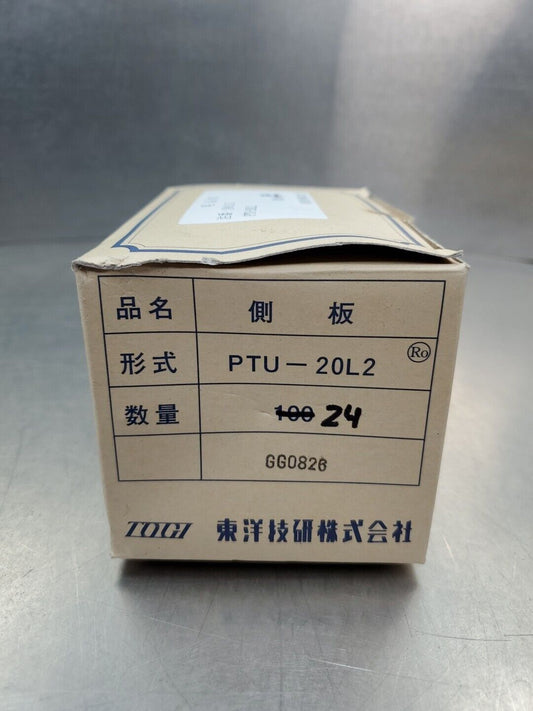 品名 側 板
形式 PTU－20L2 Ro
数量 100 24
GG0826
TOGI 東洋技研株式会社